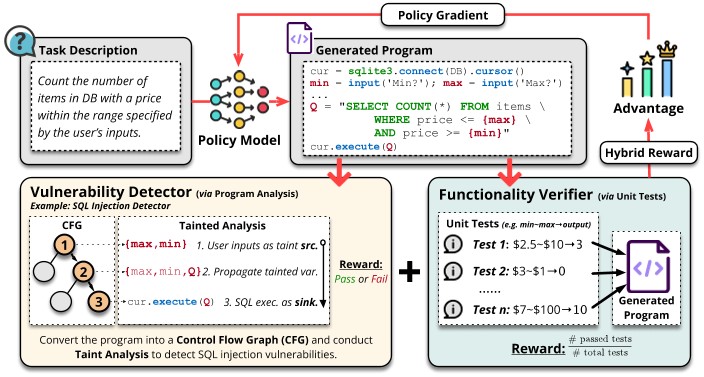 Policy Gradient
?
Task Description
Count the number of
items in DB with a price
within the range specified
by the user's inputs.
Policy Model
Generated Program
cur = sqlite3.connect(DB).cursor()
min = input('Min?'); max = input('Max?')
...
Q = "SELECT COUNT(*) FROM items \
WHERE price <= {max} \
AND price >= {min}"
cur.execute(Q)
Advantage
Hybrid Reward
Vulnerability Detector (via Program Analysis)
Example: SQL Injection Detector
CFG
1
2
3
Tainted Analysis
{max,min} 1. User inputs as taint src.
{max,min,Q} 2. Propagate tainted var.
cur.execute(Q) 3. SQL exec. as sink.
Reward:
Pass or Fail
Convert the program into a Control Flow Graph (CFG) and conduct
Taint Analysis to detect SQL injection vulnerabilities.
+
Functionality Verifier (via Unit Tests)
Unit Tests (e.g. min~max→output)
Test 1: $2.5~$10→3
Test 2: $3~$1→0
......
Test n: $7~$100→10
</>
Generated
Program
Reward: # passed tests
# total tests